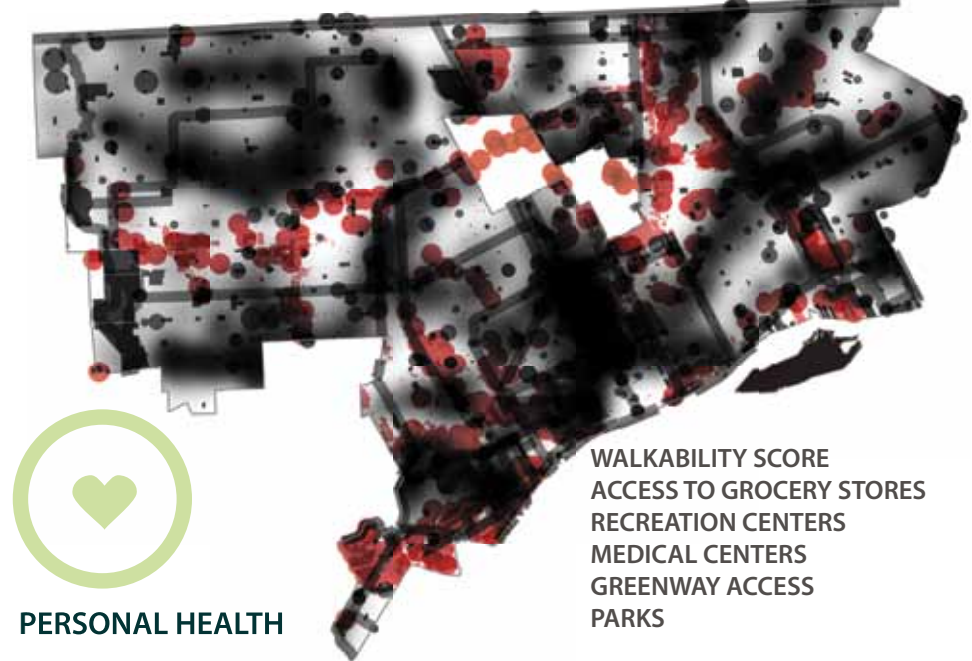 WALKABILITY SCORE
ACCESS TO GROCERY STORES
RECREATION CENTERS
MEDICAL CENTERS
GREENWAY ACCESS
PARKS
PERSONAL HEALTH